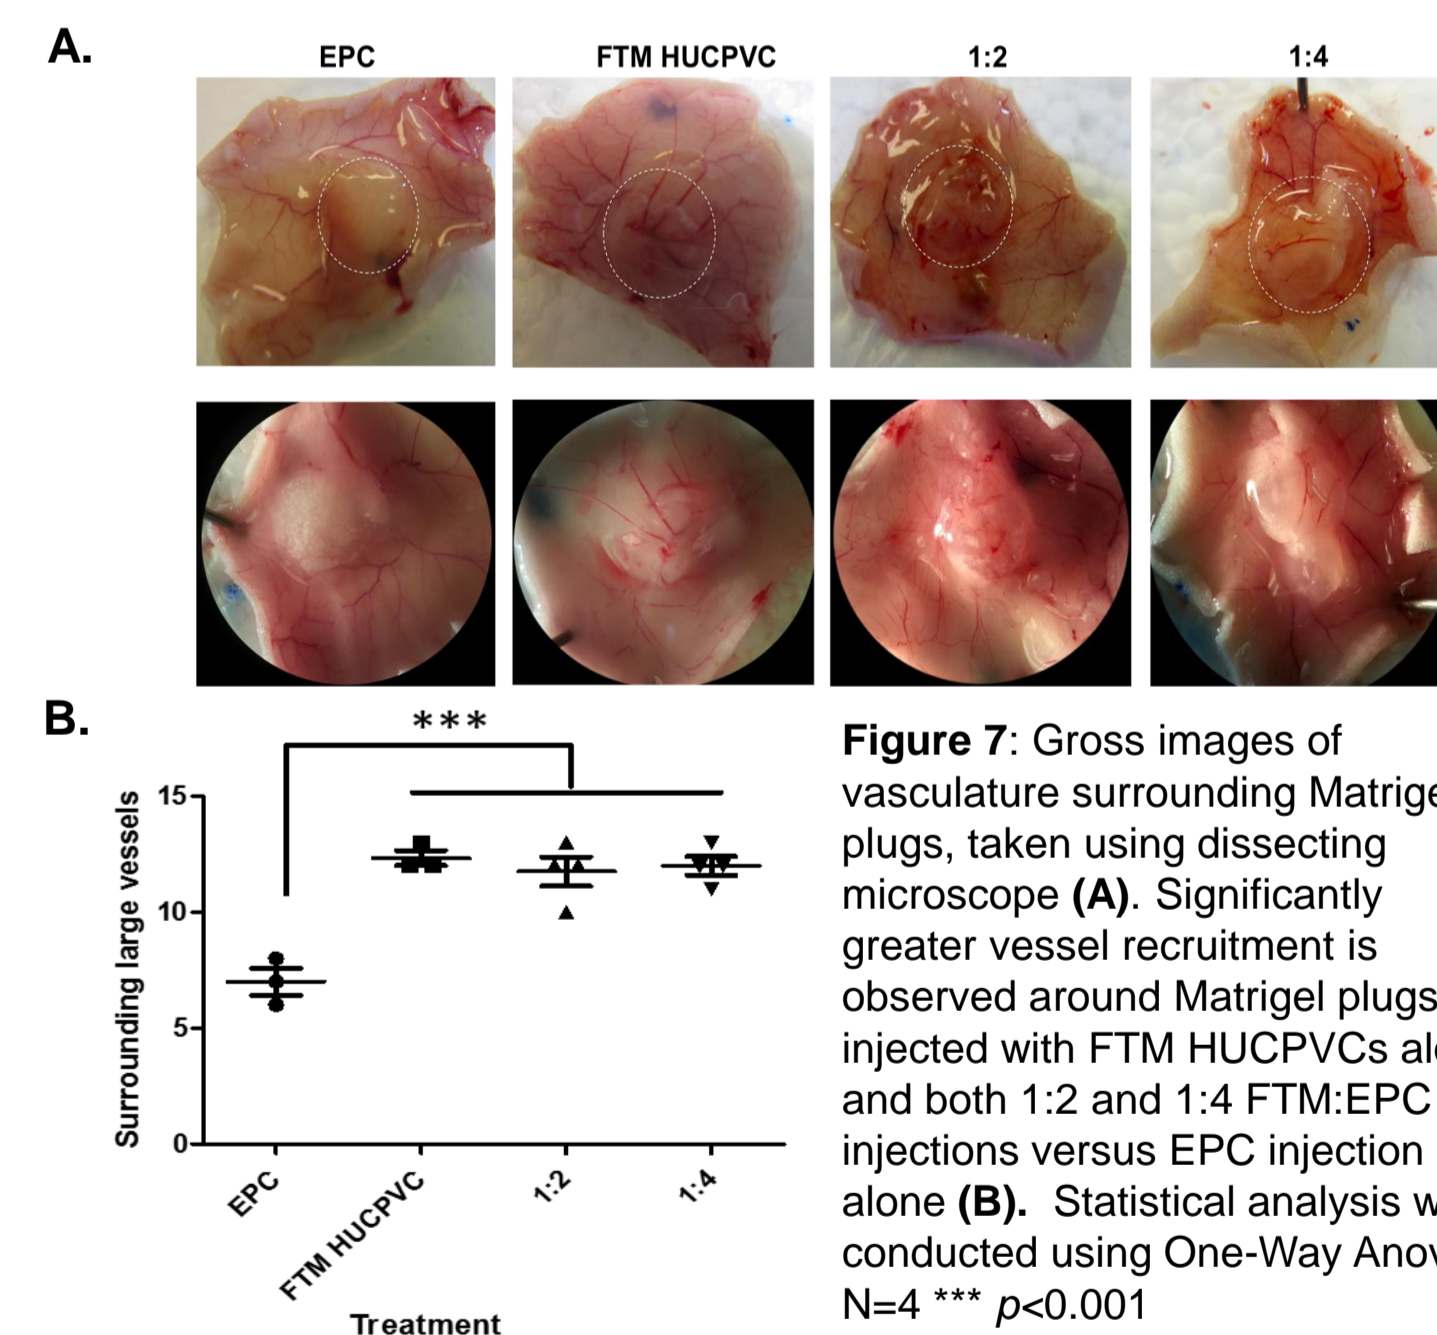 A.
EPC
FTM HUCPVC
1:2
1:4
B.
***
15
10
5
0
Surrounding large vessels
EPC
FTM HUCPVC
1:2
1:4
Treatment
Figure 7: Gross images of
vasculature surrounding
plugs, taken using dissecting
microscope (A). Significantly
greater vessel recruitment is
observed around Matrigel plugs
injected with FTM HUCPVCs
and both 1:2 and 1:4 FTM:EPC
injections versus EPC injection
alone (B). Statistical analysis
conducted using One-Way
N=4 *** p<0.001